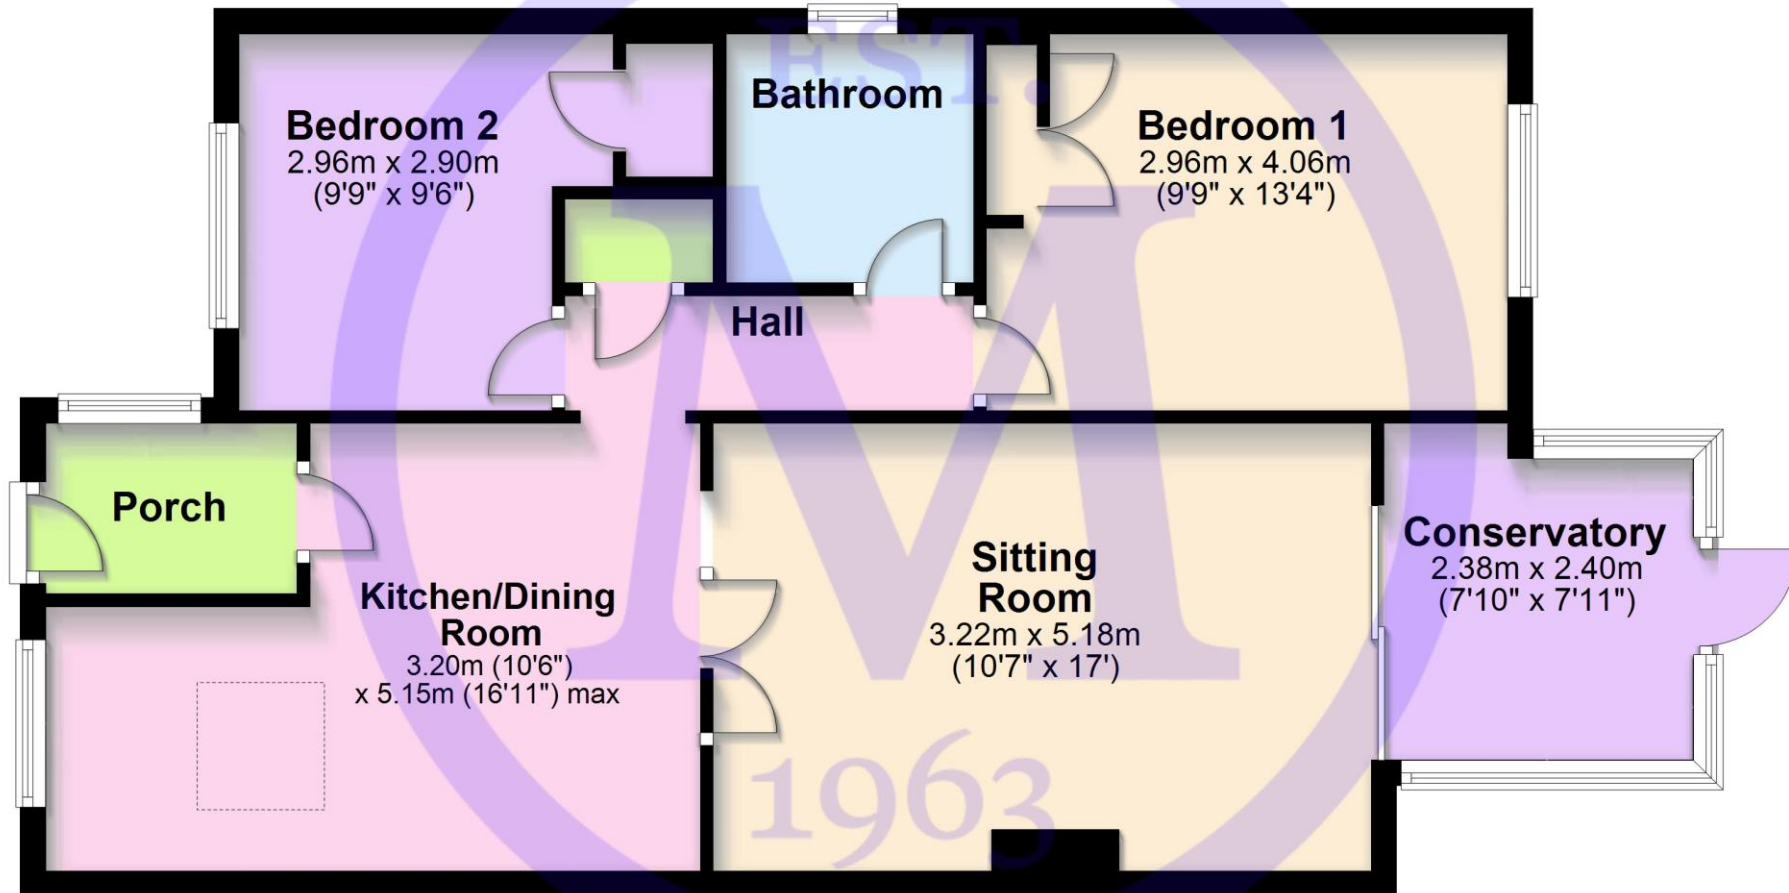 EST.
Bedroom 2
2.96m x 2.90m
(9'9" x 9'6")
Bathroom
Bedroom 1
2.96m x 4.06m
(9'9" x 13'4")
Hall
Porch
Kitchen/Dining
Room
3.20m (10'6")
x 5.15m (16'11") max
Sitting
Room
3.22m x 5.18m
(10'7" x 17')
Conservatory
2.38m x 2.40m
(7'10" x 7'11")
M
1963